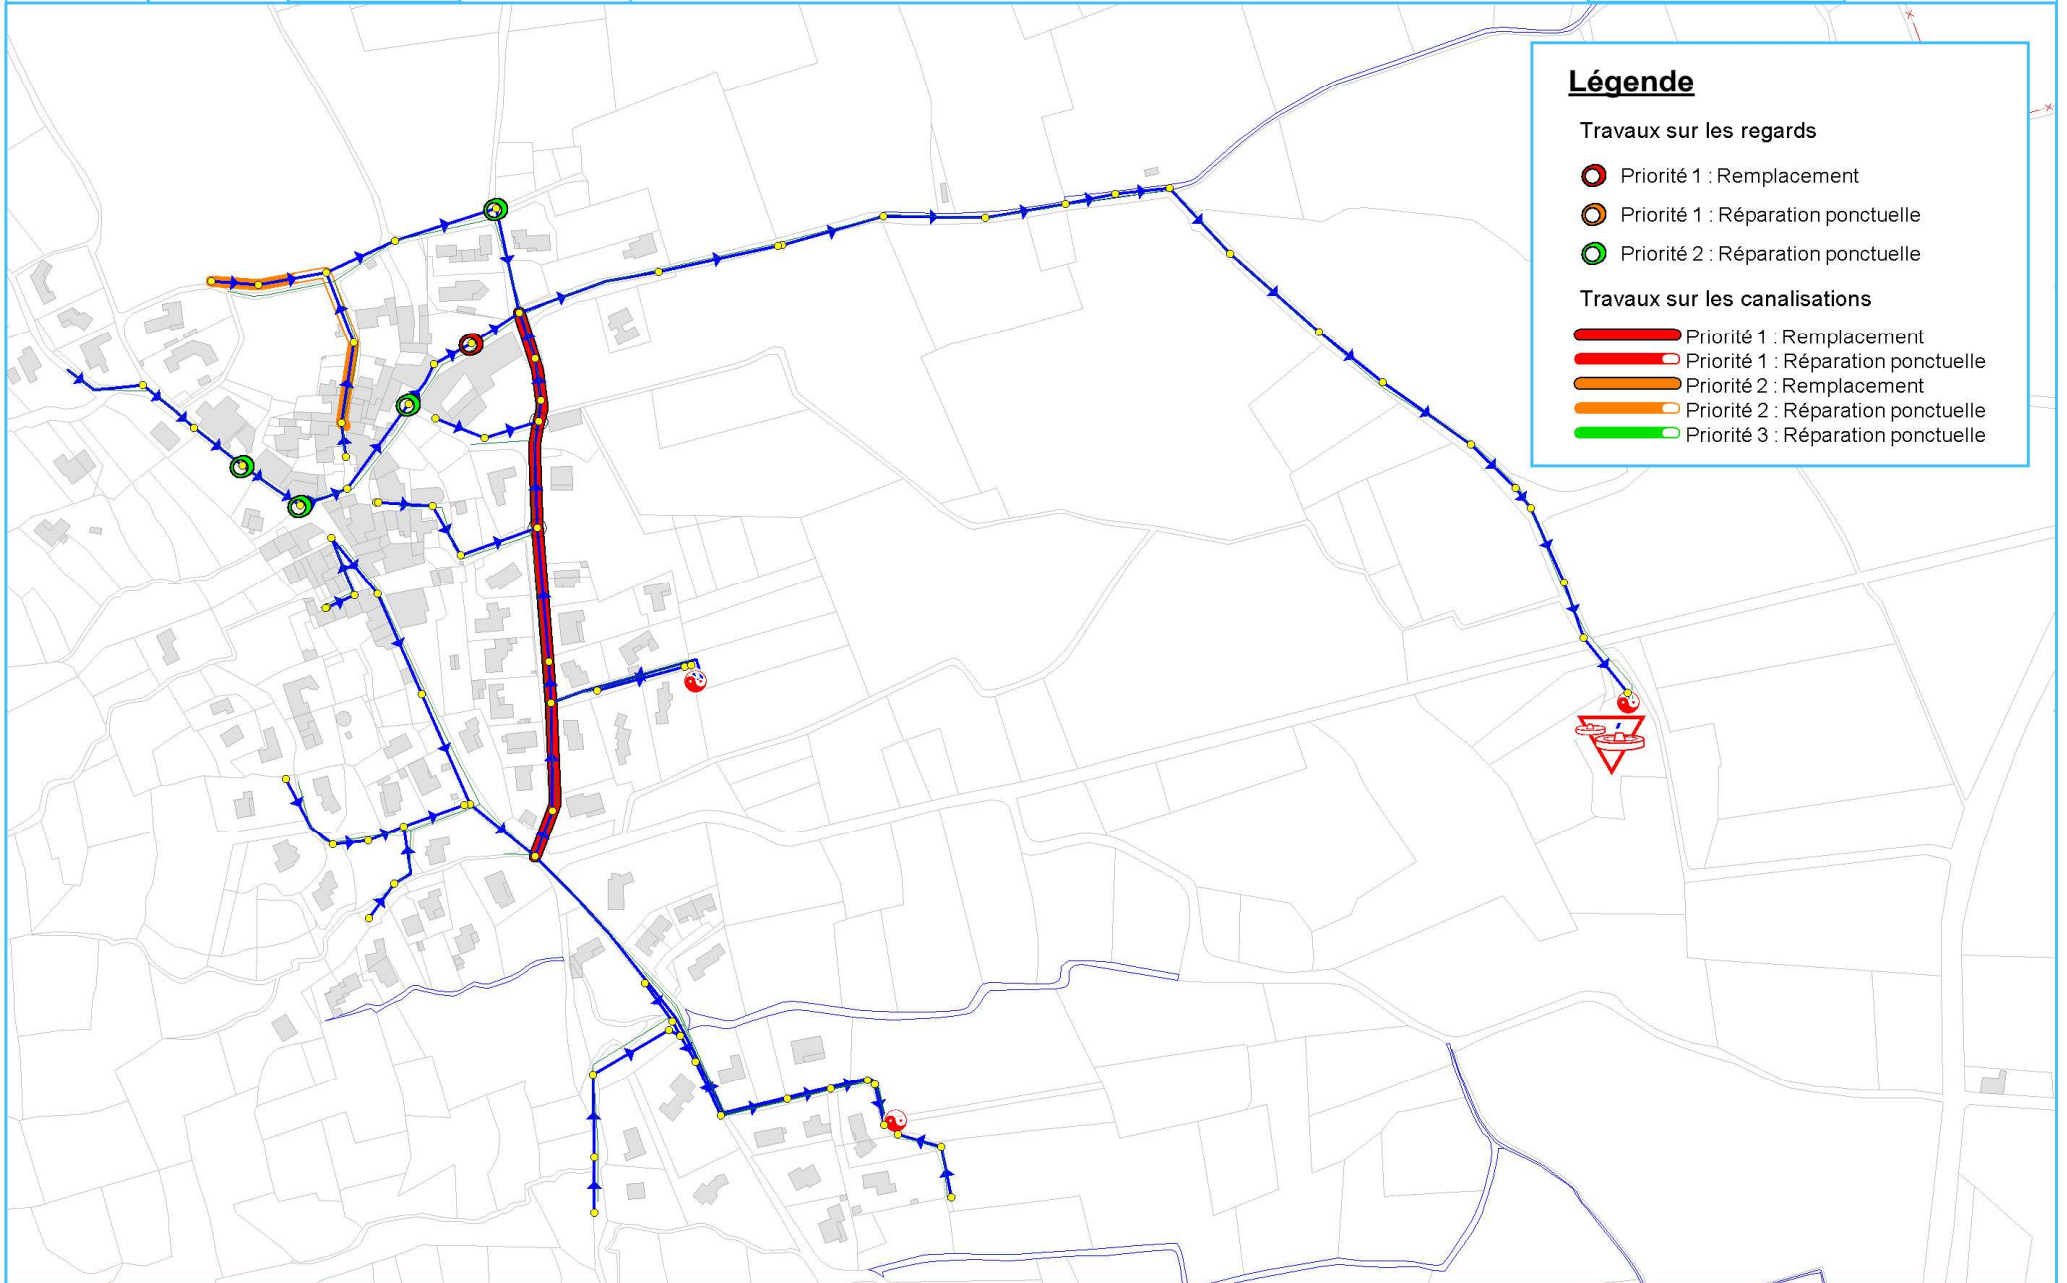 Légende
Travaux sur les regards
Priorité 1 : Remplacement
Priorité 1 : Réparation ponctuelle
Priorité 2 : Réparation ponctuelle
Travaux sur les canalisations
Priorité 1 : Remplacement
Priorité 1 : Réparation ponctuelle
Priorité 2 : Remplacement
Priorité 2 : Réparation ponctuelle
Priorité 3 : Réparation ponctuelle